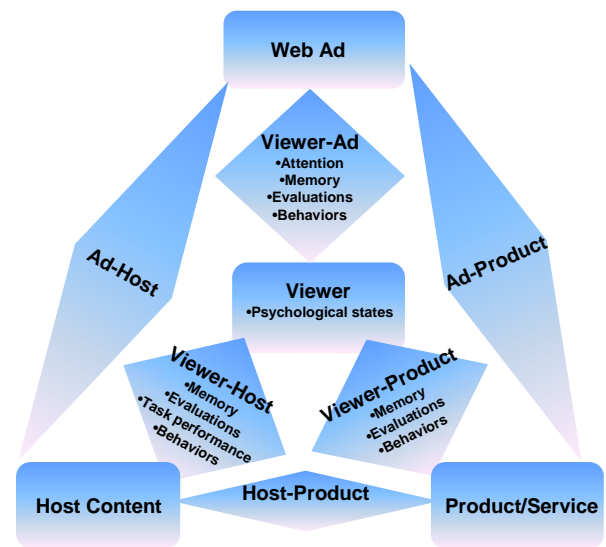 Web Ad
Viewer-Ad
•Attention
•Memory
•Evaluations
•Behaviors
Ad-Host
Ad-Product
Viewer
•Psychological states
Viewer-Host
•Memory
•Evaluations
•Task performance
•Behaviors
Viewer-Product
•Memory
•Evaluations
•Behaviors
Host Content
Host-Product
Product/Service